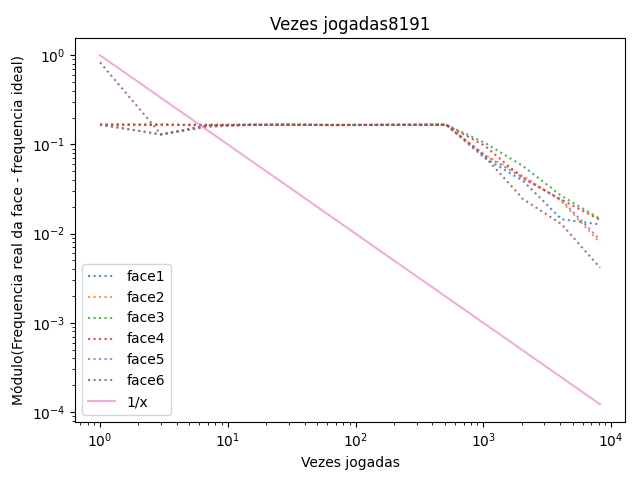 Vezes jogadas8191
Módulo(Frequencia real da face - frequencia ideal)
10⁰
10⁻¹
10⁻²
10⁻³
10⁻⁴
face1
face2
face3
face4
face5
face6
1/x
10⁰ 10¹ 10² 10³ 10⁴
Vezes jogadas